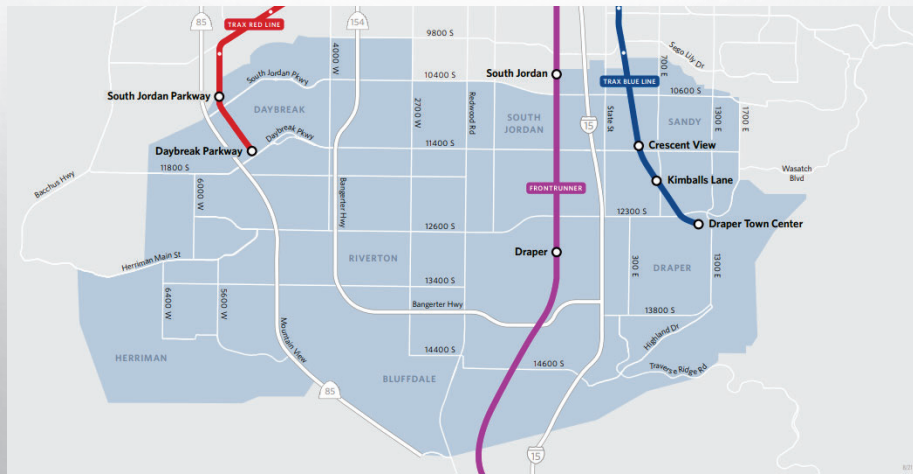 85
154
TRAX RED LINE
9800 S
4000 W
South Jordan
Sego Lily Dr
700 E
South Jordan Pkwy
10400 S
TRAX BLUE LINE
10600 S
South Jordan Parkway
DAYBREAK
2700 W
Redwood Rd
SOUTH
JORDAN
State St
SANDY
1300 E
1700 E
15
Daybreak Pkwy
Daybreak Parkway
11400 S
Crescent View
11800 S
Wasatch
Blvd
Bacchus Hwy
6000 W
Bangerter Hwy
FRONTRUNNER
Kimballs Lane
12300 S
12600 S
Draper Town Center
Herriman Main St
RIVERTON
Draper
300 E
DRAPER
1300 E
13400 S
6400 W
5600 W
Bangerter Hwy
13800 S
Mountain View
Highland Dr
HERRIMAN
14400 S
14600 S
Traverse Ridge Rd
BLUFFDALE
85
15